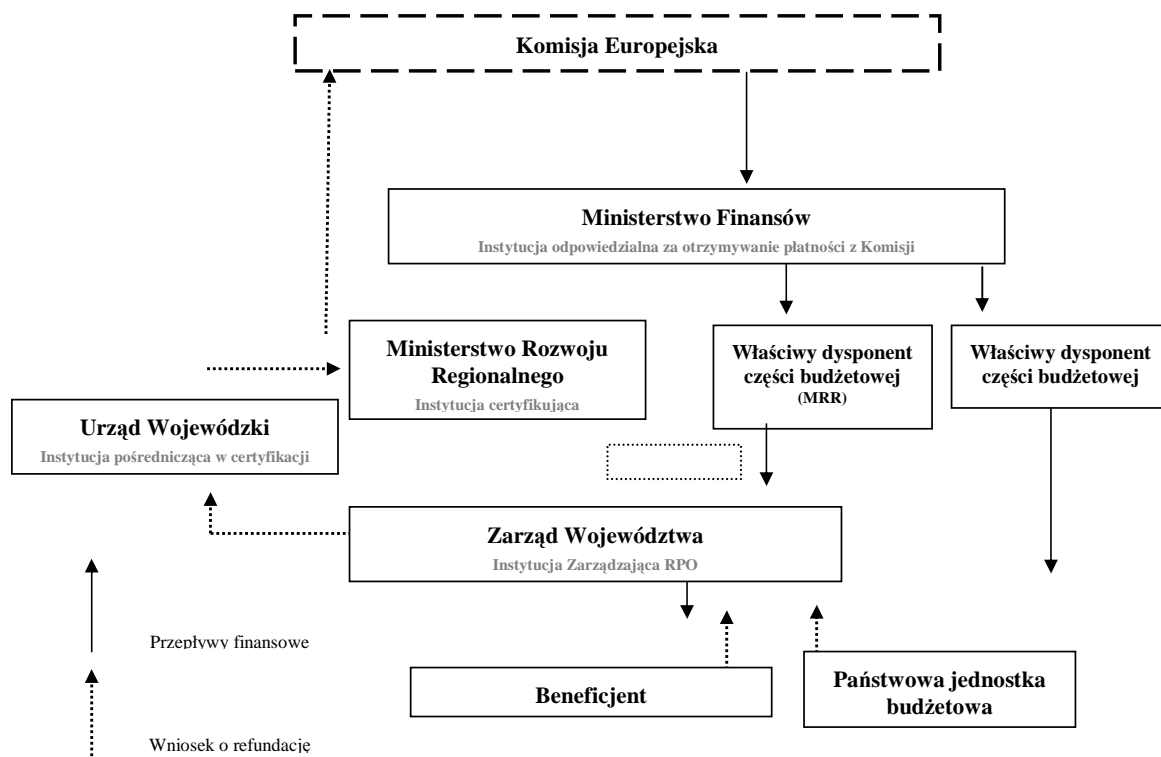 Komisja Europejska
Ministerstwo Finansów
Instytucja odpowiedzialna za otrzymywanie płatności z Komisji
Ministerstwo Rozwoju
Regionalnego
Instytucja certyfikująca
Właściwy dysponent
części budżetowej
(MRR)
Właściwy dysponent
części budżetowej
Urząd Wojewódzki
Instytucja pośrednicząca w certyfikacji
Zarząd Województwa
Instytucja Zarządzająca RPO
Przepływy finansowe
Beneficjent
Państwowa jednostka
budżetowa
Wniosek o refundację